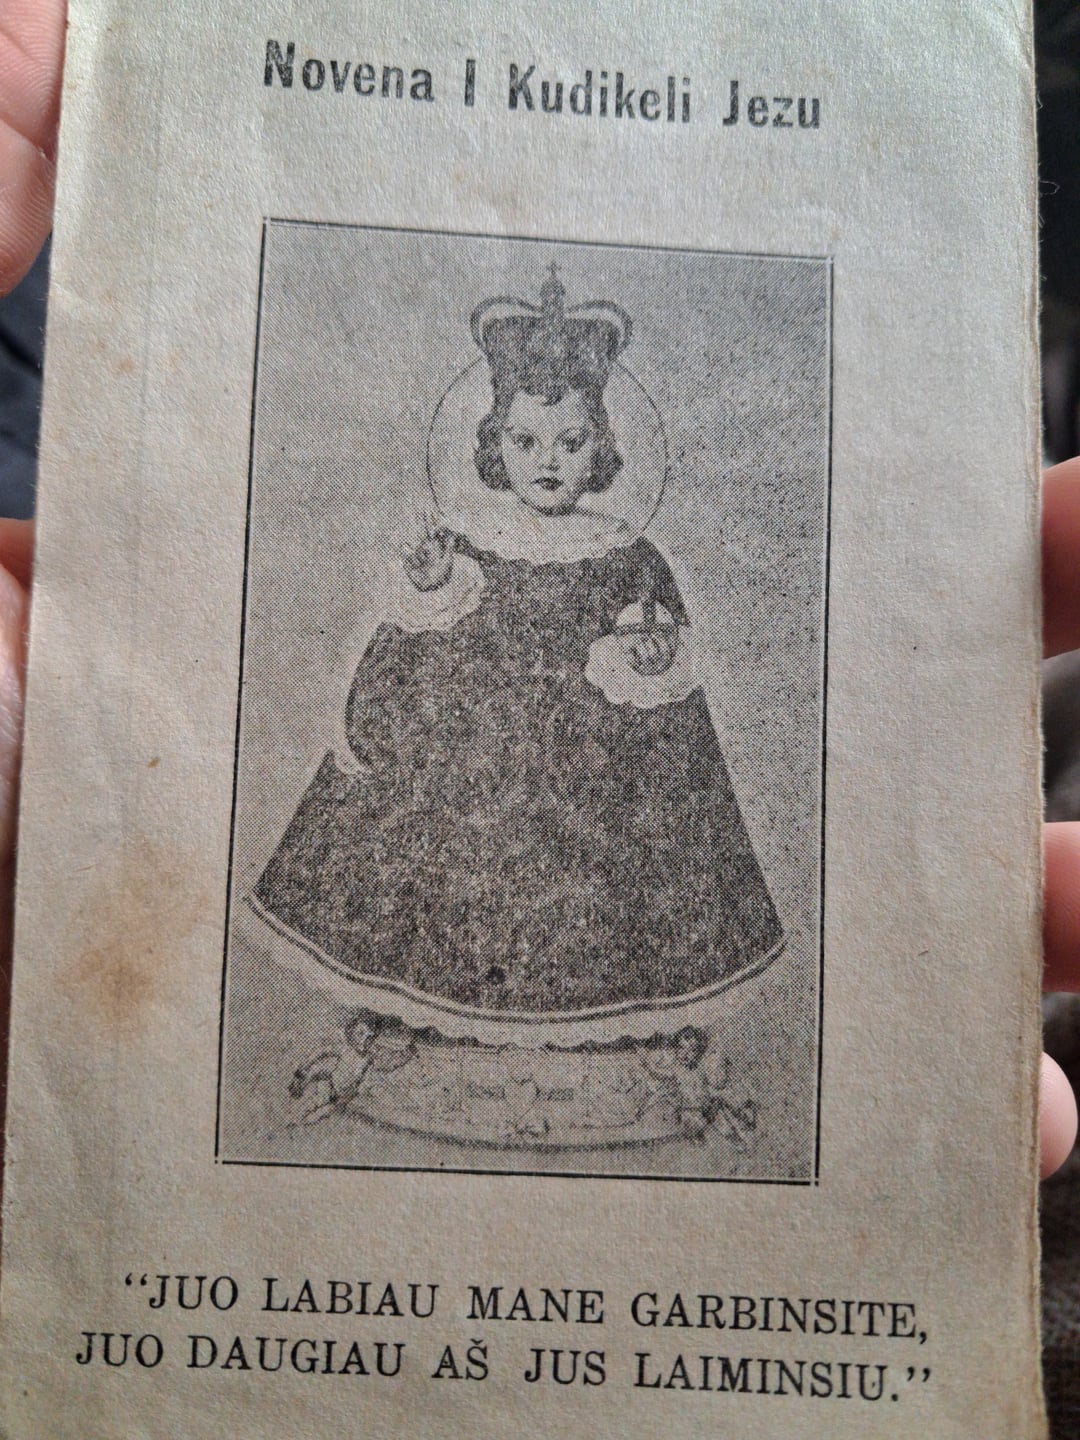 Novena I Kudikeli Jezu
“JUO LABIAU MANE GARBINSITE,
JUO DAUGIAU AŠ JUS LAIMINSIU.”